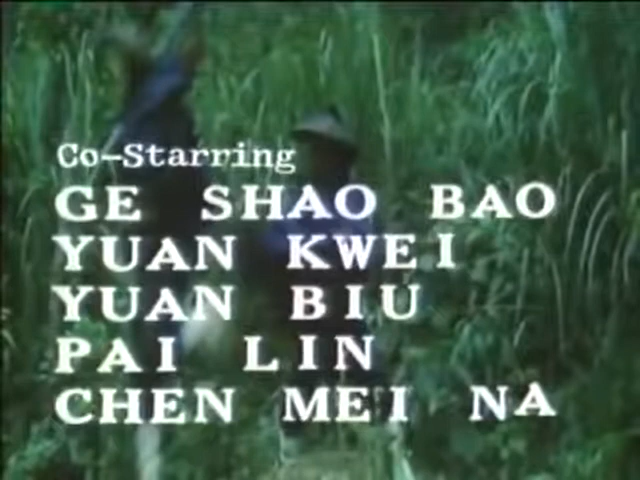 Co-Starring
GE SHAO BAO
YUAN KWEI
YUAN BIU
PAI LIN
CHEN MEI NA